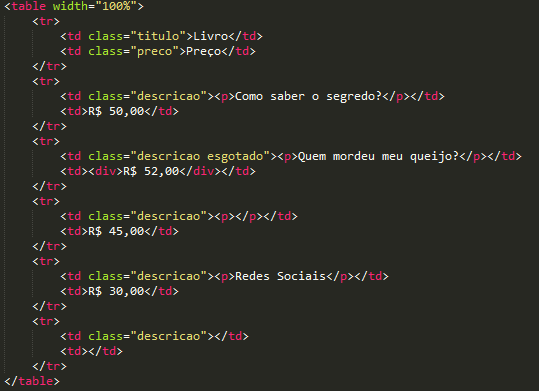 <table width="100%">
    <tr>
        <td class="titulo">Livro</td>
        <td class="preco">Preço</td>
    </tr>
    <tr>
        <td class="descricao"><p>Como saber o segredo?</p></td>
        <td>R$ 50,00</td>
    </tr>
    <tr>
        <td class="descricao esgotado"><p>Quem mordeu meu queijo?</p></td>
        <td><div>R$ 52,00</div></td>
    </tr>
    <tr>
        <td class="descricao"><p></p></td>
        <td>R$ 45,00</td>
    </tr>
    <tr>
        <td class="descricao"><p>Redes Sociais</p></td>
        <td>R$ 30,00</td>
    </tr>
    <tr>
        <td class="descricao"></td>
        <td></td>
    </tr>
</table>